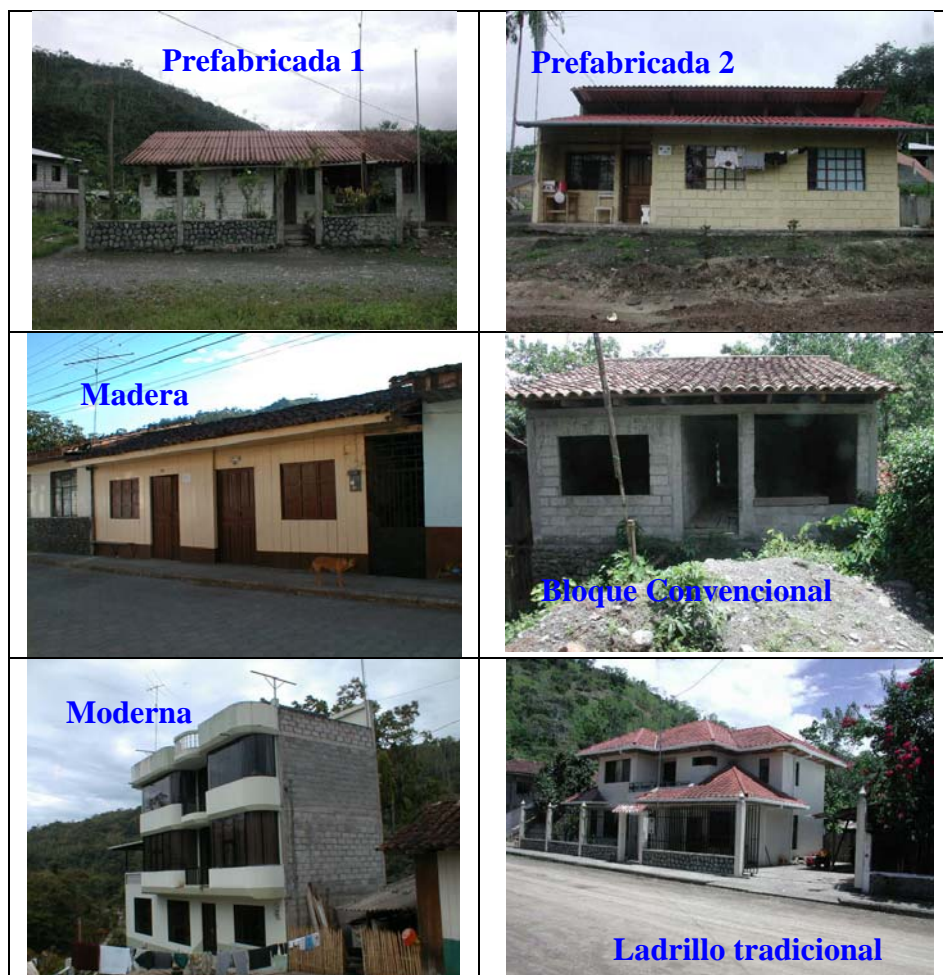 Prefabricada 1
Prefabricada 2
Madera
Bloque Convencional
Moderna
Ladrillo tradicional